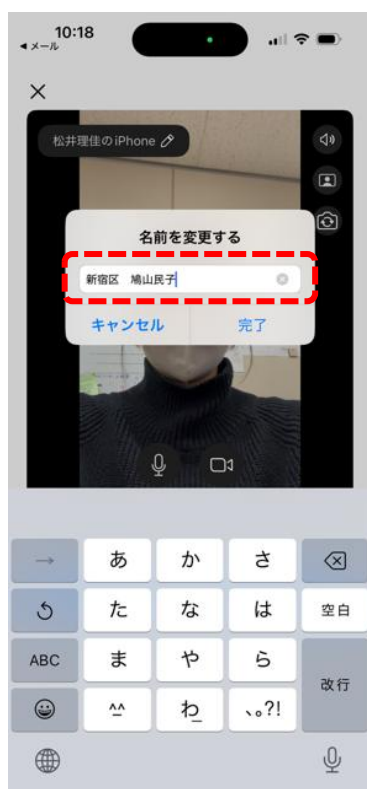 10:18
◀ メール
松井理佳のiPhone
名前を変更する
新宿区　鳩山民子
キャンセル
完了
→ あ か さ
た な は 空白
ABC ま や ら
改行
^^ わ_ 、。?!